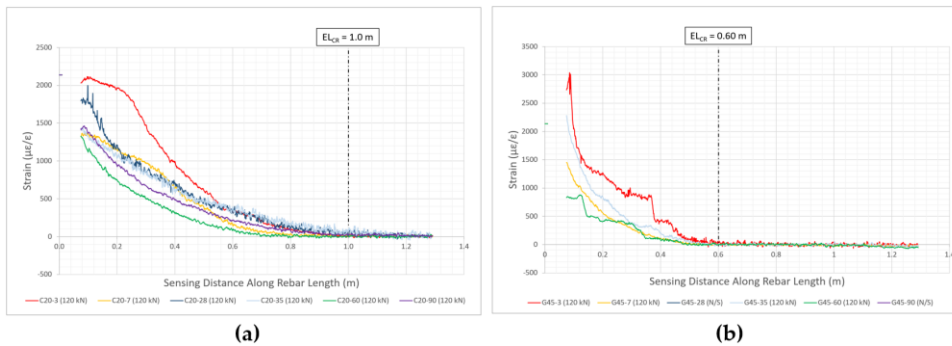 EL_CR = 1.0 m
2500
2000
1500
1000
500
0
-500
Strain (με/ε)
0.0 0.2 0.4 0.6 0.8 1.0 1.2 1.4
Sensing Distance Along Rebar Length (m)
C20-3 (120 kN) C20-7 (120 kN) C20-28 (120 kN) C20-35 (120 kN) C20-60 (120 kN) C20-90 (120 kN)
(a)
EL_CR = 0.60 m
3500
3000
2500
2000
1500
1000
500
0
-500
Strain (με/ε)
0 0.2 0.4 0.6 0.8 1 1.2 1.4
Sensing Distance Along Rebar Length (m)
G45-3 (120 kN) G45-7 (120 kN) G45-28 (N/S) G45-35 (120 kN) G45-60 (120 kN) G45-90 (N/S)
(b)